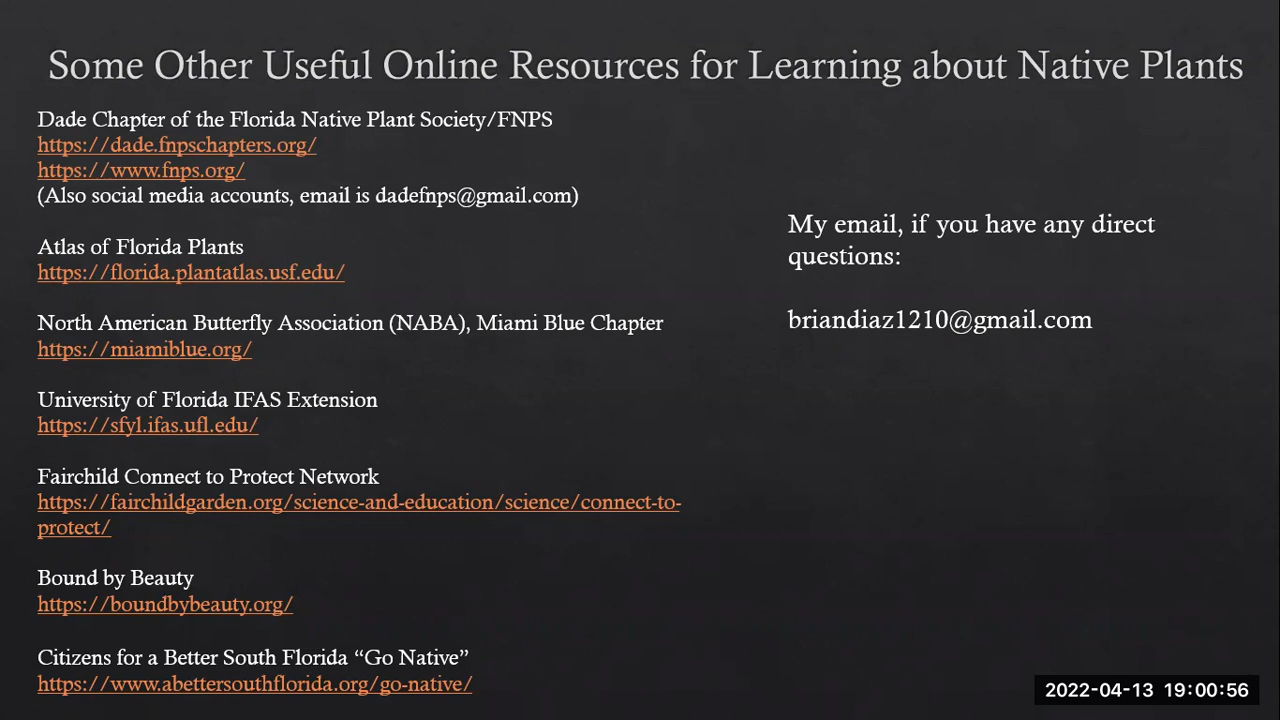 Some Other Useful Online Resources for Learning about Native Plants
Dade Chapter of the Florida Native Plant Society/FNPS
https://dade.fnpschapters.org/
https://www.fnps.org/
(Also social media accounts, email is dadefnps@gmail.com)
Atlas of Florida Plants
https://florida.plantatlas.usf.edu/
North American Butterfly Association (NABA), Miami Blue Chapter
https://miamiblue.org/
University of Florida IFAS Extension
https://sfyl.ifas.ufl.edu/
Fairchild Connect to Protect Network
https://fairchildgarden.org/science-and-education/science/connect-to-
protect/
Bound by Beauty
https://boundbybeauty.org/
Citizens for a Better South Florida “Go Native”
https://www.abettersouthflorida.org/go-native/
My email, if you have any direct
questions:
briandiaz1210@gmail.com
2022-04-13 19:00:56